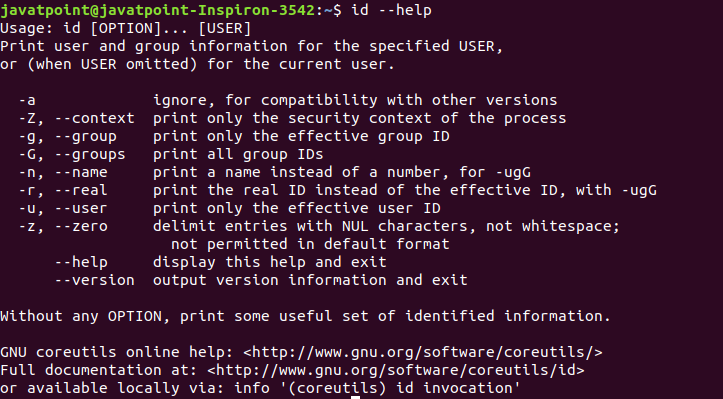 javatpoint@javatpoint-Inspiron-3542:~$ id --help
Usage: id [OPTION]... [USER]
Print user and group information for the specified USER,
or (when USER omitted) for the current user.
-a ignore, for compatibility with other versions
-Z, --context print only the security context of the process
-g, --group print only the effective group ID
-G, --groups print all group IDs
-n, --name print a name instead of a number, for -ugG
-r, --real print the real ID instead of the effective ID, with -ugG
-u, --user print only the effective user ID
-z, --zero delimit entries with NUL characters, not whitespace;
not permitted in default format
--help display this help and exit
--version output version information and exit
Without any OPTION, print some useful set of identified information.
GNU coreutils online help: <http://www.gnu.org/software/coreutils/>
Full documentation at: <http://www.gnu.org/software/coreutils/id>
or available locally via: info '(coreutils) id invocation'